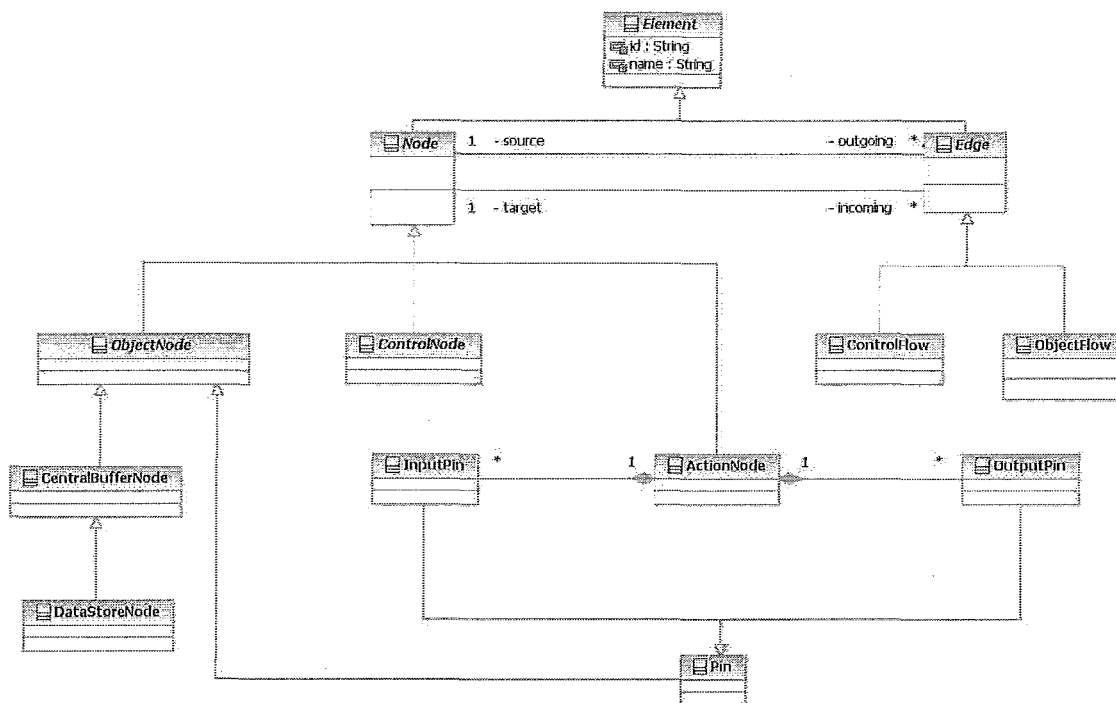 Element
id : String
name : String
Node
1 - source - outgoing *
Edge
1 - target - incoming *
ObjectNode
ControlNode
ControlFlow
ObjectFlow
CentralBufferNode
InputPin
* 1
ActionNode
1 *
OutputPin
DataStoreNode
Pin